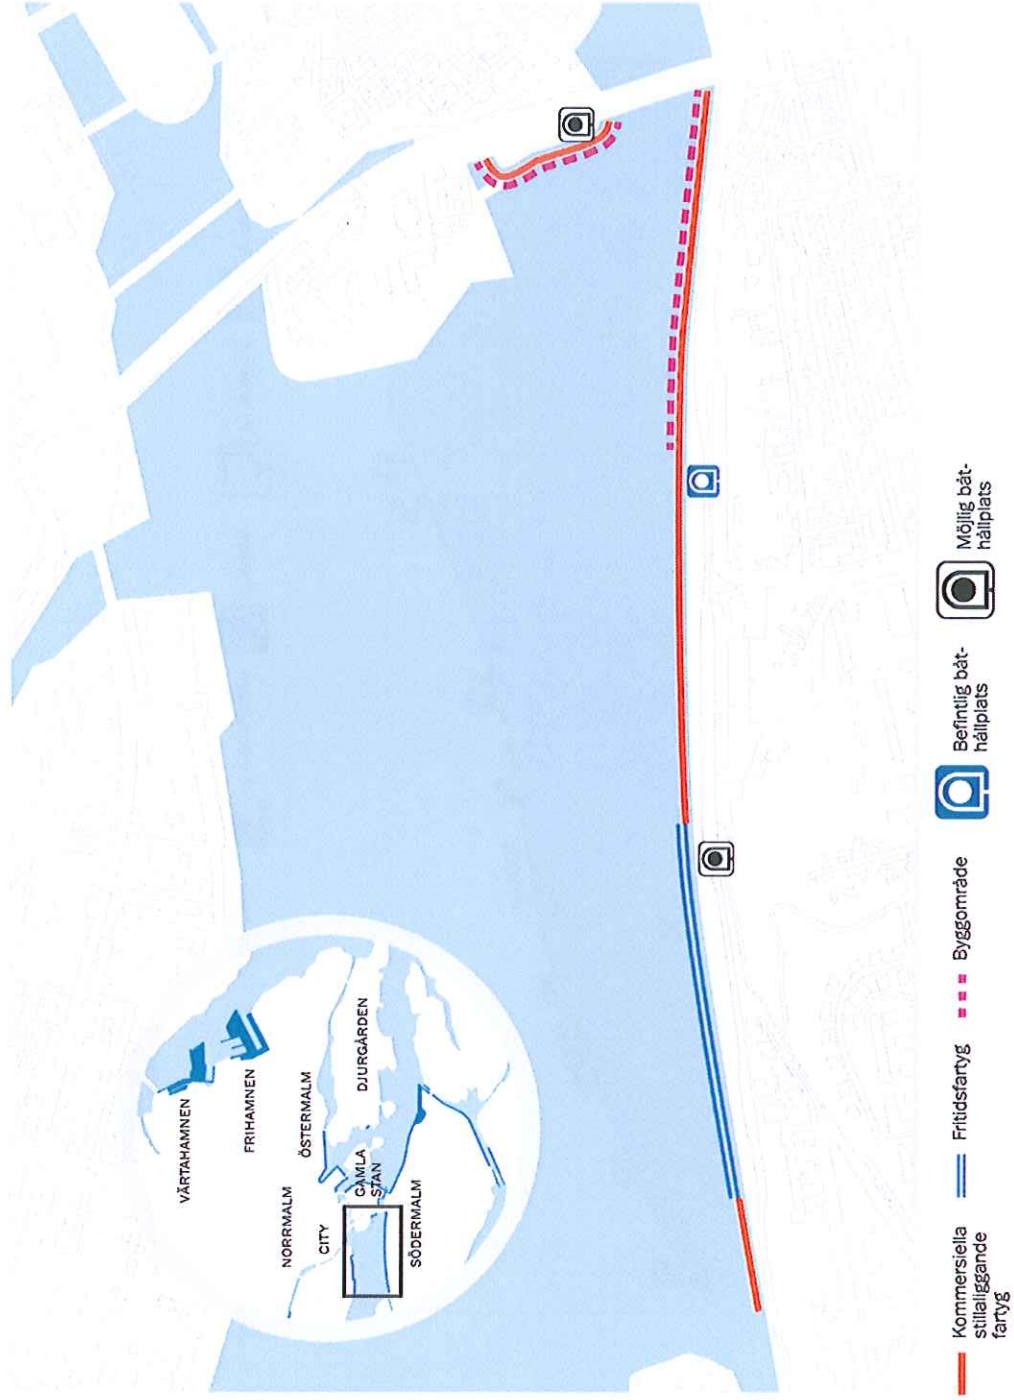 VÄRTAHAMNEN
FRIHAMNEN
ÖSTERMALM
DJURGÅRDEN
NORRMALM
CITY
GAMLA
STAN
SÖDERMALM
Kommersiella
stillaliggande
fartyg
Fritidsfartyg
Byggområde
Befintlig båt-
hållplats
Möjlig båt-
hållplats